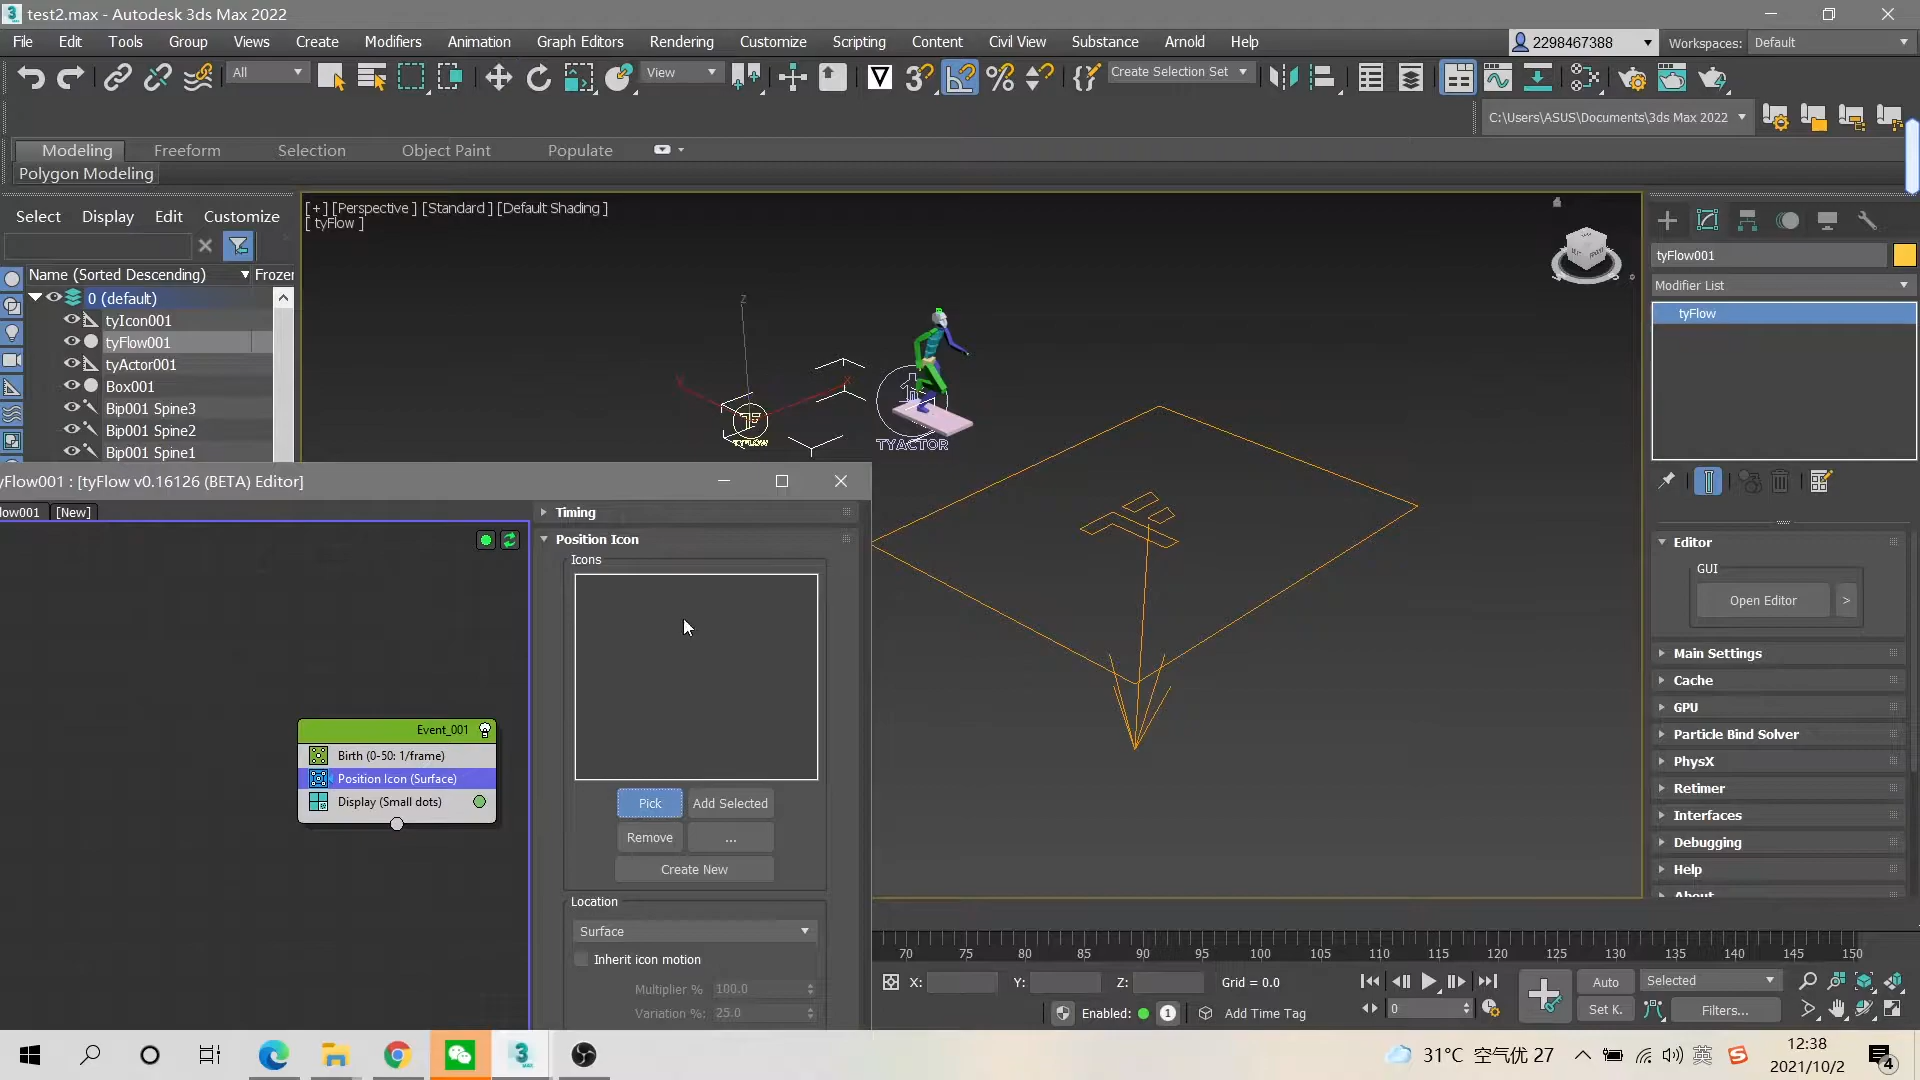 test2.max - Autodesk 3ds Max 2022
File Edit Tools Group Views Create Modifiers Animation Graph Editors Rendering Customize Scripting Content Civil View Substance Arnold Help
2298467388
Workspaces: Default
All
View
Create Selection Set
C:\Users\ASUS\Documents\3ds Max 2022
Modeling Freeform Selection Object Paint Populate
Polygon Modeling
Select Display Edit Customize
Name (Sorted Descending) Frozen
0 (default)
tyIcon001
tyFlow001
tyActor001
Box001
Bip001 Spine3
Bip001 Spine2
Bip001 Spine1
[ + ] [Perspective ] [Standard ] [Default Shading ]
[ tyFlow ]
Z
TYFLOW
TYACTOR
yFlow001 : [tyFlow v0.16126 (BETA) Editor]
low001 [New]
Event_001
Birth (0-50: 1/frame)
Position Icon (Surface)
Display (Small dots)
Timing
Position Icon
Icons
Pick Add Selected
Remove ...
Create New
Location
Surface
Inherit icon motion
Multiplier % 100.0
Variation %: 25.0
tyFlow001
Modifier List
tyFlow
Editor
GUI
Open Editor >
Main Settings
Cache
GPU
Particle Bind Solver
PhysX
Retimer
Interfaces
Debugging
Help
About
70 75 80 85 90 95 100 105 110 115 120 125 130 135 140 145 150
X: Y: Z: Grid = 0.0
Enabled: 1 Add Time Tag
0
Auto Selected
Set K. Filters...
31°C 空气优 27
英
12:38
2021/10/2
4